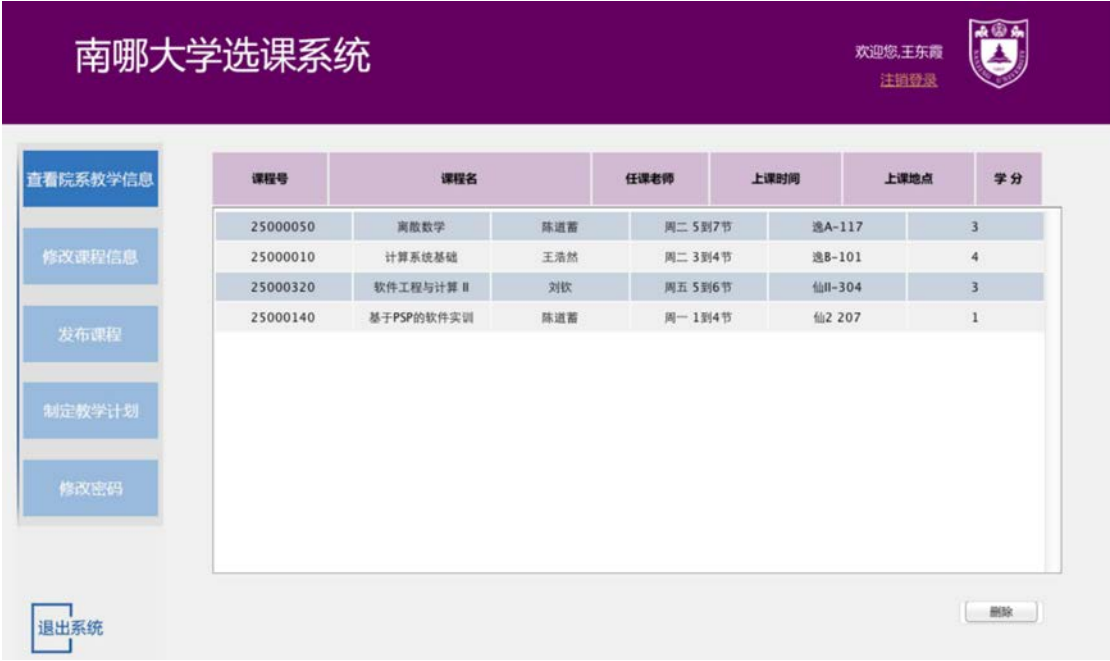 南哪大学选课系统
欢迎您,王东霞
注销登录
查看院系教学信息
修改课程信息
发布课程
制定教学计划
修改密码
退出系统
课程号 课程名 任课老师 上课时间 上课地点 学 分
25000050 离散数学 陈道蓄 周二 5到7节 逸A-117 3
25000010 计算系统基础 王浩然 周二 3到4节 逸B-101 4
25000320 软件工程与计算 II 刘钦 周五 5到6节 仙II-304 3
25000140 基于PSP的软件实训 陈道蓄 周一 1到4节 仙2 207 1
删除